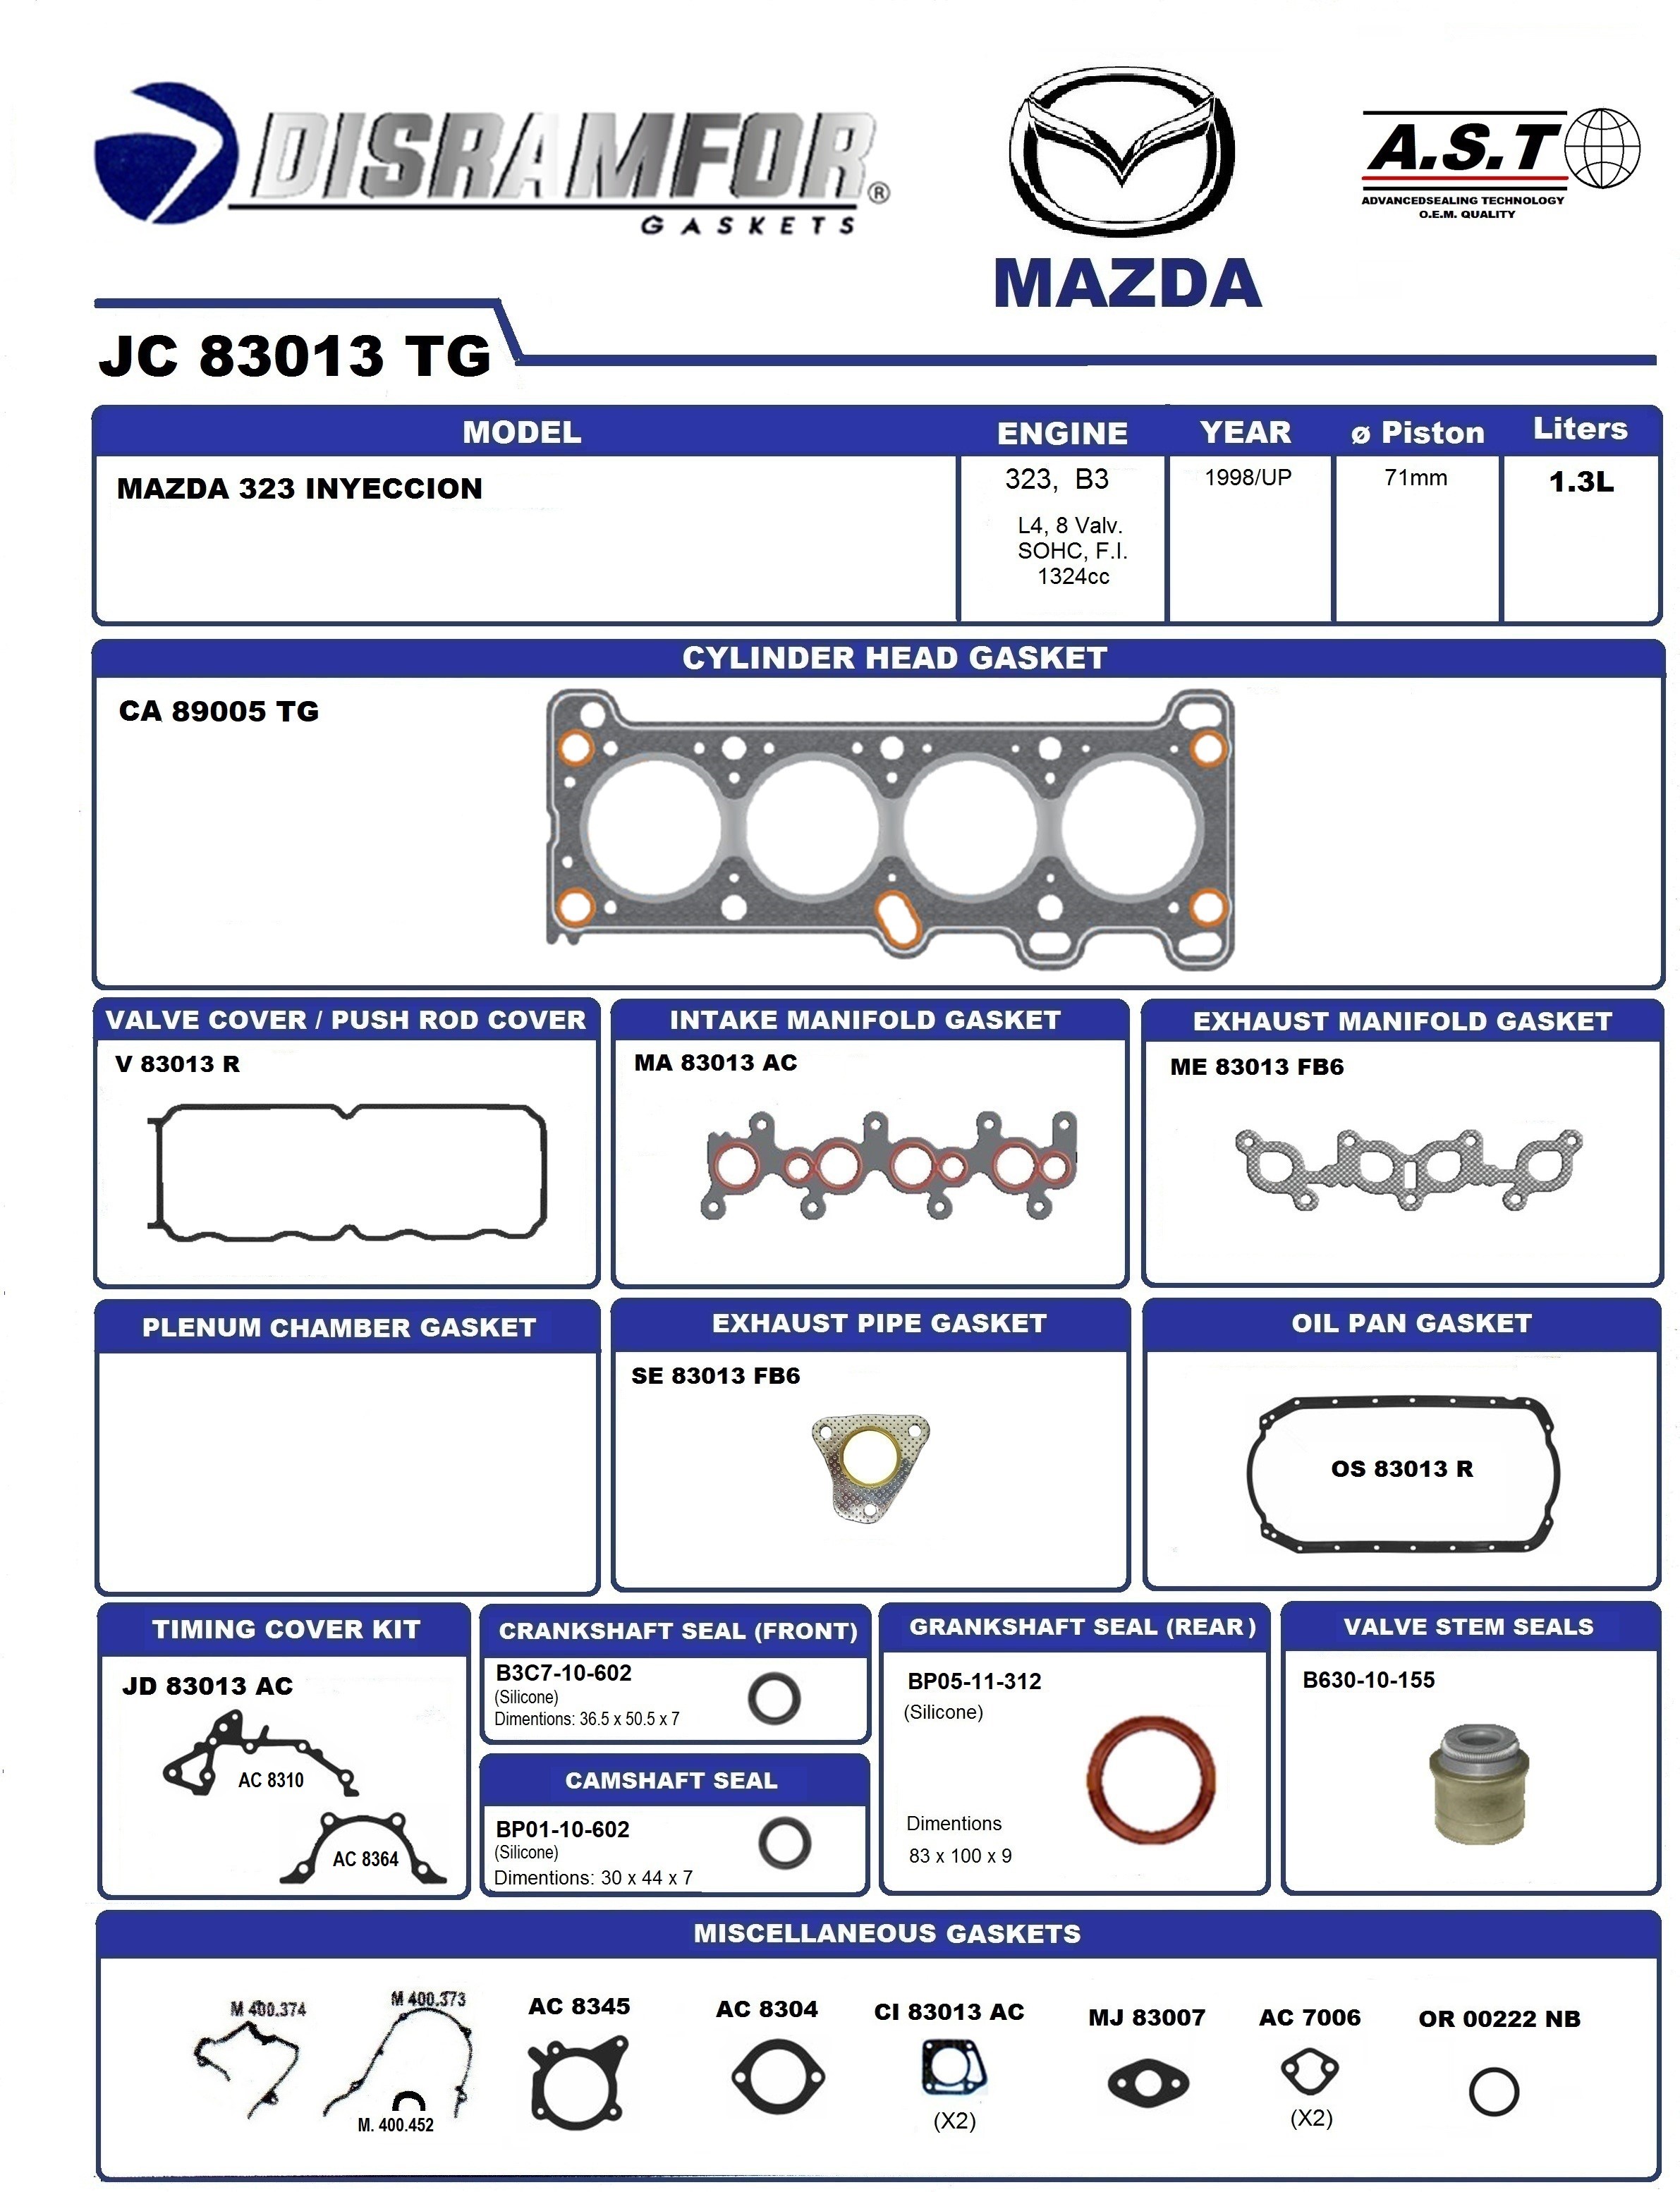 DISRAMFOR®
GASKETS
MAZDA
A.S.T
ADVANCEDSEALING TECHNOLOGY
O.E.M. QUALITY
JC 83013 TG
MODEL
ENGINE
YEAR
ø Piston
Liters
MAZDA 323 INYECCION
323, B3
L4, 8 Valv.
SOHC, F.I.
1324cc
1998/UP
71mm
1.3L
CYLINDER HEAD GASKET
CA 89005 TG
VALVE COVER / PUSH ROD COVER
V 83013 R
INTAKE MANIFOLD GASKET
MA 83013 AC
EXHAUST MANIFOLD GASKET
ME 83013 FB6
PLENUM CHAMBER GASKET
EXHAUST PIPE GASKET
SE 83013 FB6
OIL PAN GASKET
OS 83013 R
TIMING COVER KIT
JD 83013 AC
AC 8310
AC 8364
CRANKSHAFT SEAL (FRONT)
B3C7-10-602
(Silicone)
Dimentions: 36.5 x 50.5 x 7
CAMSHAFT SEAL
BP01-10-602
(Silicone)
Dimentions: 30 x 44 x 7
GRANKSHAFT SEAL (REAR)
BP05-11-312
(Silicone)
Dimentions
83 x 100 x 9
VALVE STEM SEALS
B630-10-155
MISCELLANEOUS GASKETS
M 400.374
M 400.373
M. 400.452
AC 8345
AC 8304
CI 83013 AC
(X2)
MJ 83007
AC 7006
(X2)
OR 00222 NB